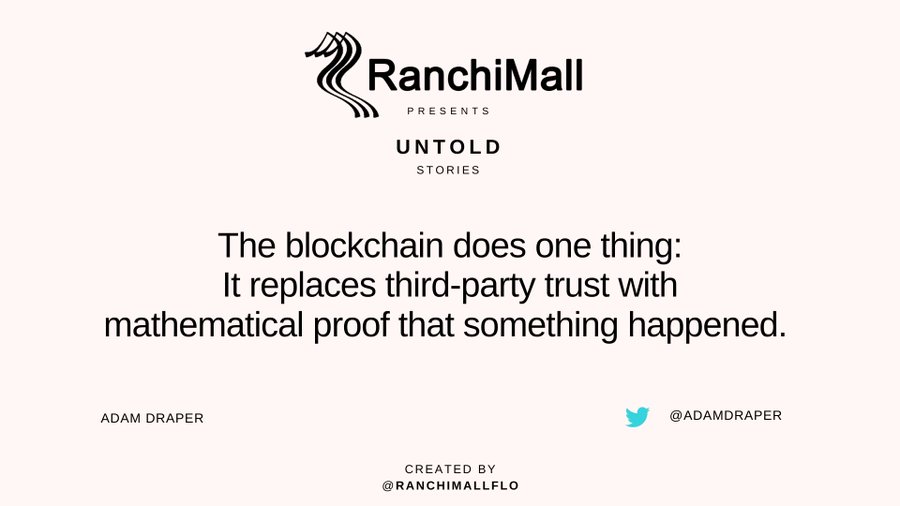 RanchiMall
PRESENTS
UNTOLD
STORIES
The blockchain does one thing:
It replaces third-party trust with
mathematical proof that something happened.
ADAM DRAPER
@ADAMDRAPER
CREATED BY
@RANCHIMALLFLO